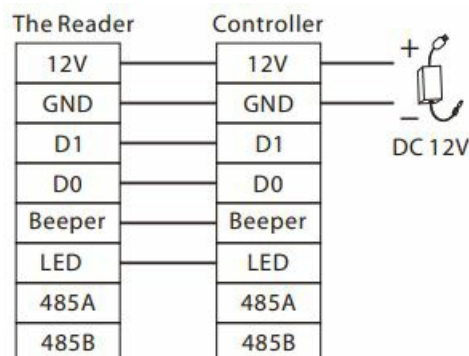 The Reader Controller
12V 12V +
GND GND –
D1 D1 DC 12V
D0 D0
Beeper Beeper
LED LED
485A 485A
485B 485B